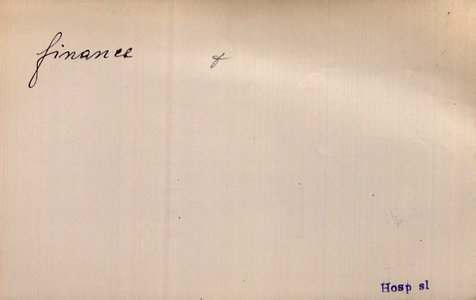 finance &
Hosp sl